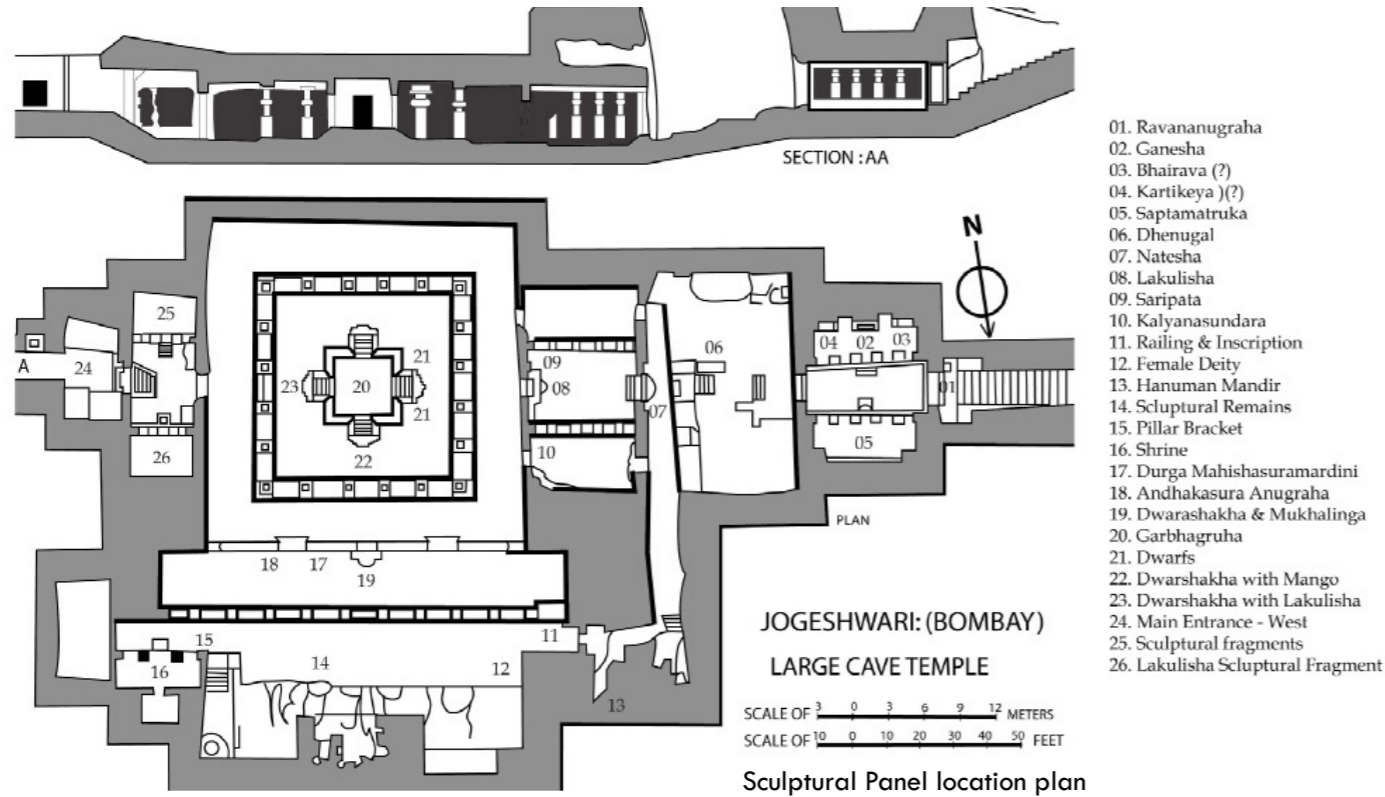 SECTION : AA
01. Ravananugraha
02. Ganesha
03. Bhairava (?)
04. Kartikeya )(?)
05. Saptamatruka
06. Dhenugal
07. Natesha
08. Lakulisha
09. Saripata
10. Kalyanasundara
11. Railing & Inscription
12. Female Deity
13. Hanuman Mandir
14. Scluptural Remains
15. Pillar Bracket
16. Shrine
17. Durga Mahishasuramardini
18. Andhakasura Anugraha
19. Dwarashakha & Mukhalinga
20. Garbhagruha
21. Dwarfs
22. Dwarshakha with Mango
23. Dwarshakha with Lakulisha
24. Main Entrance - West
25. Sculptural fragments
26. Lakulisha Scluptural Fragment
N
25
04 02 03
21
09
06
A
24
23
20
08
07
01
21
05
22
26
10
PLAN
18 17
19
15
11
14
12
16
13
JOGESHWARI: (BOMBAY)
LARGE CAVE TEMPLE
SCALE OF 3 0 3 6 9 12 METERS
SCALE OF 10 0 10 20 30 40 50 FEET
Sculptural Panel location plan